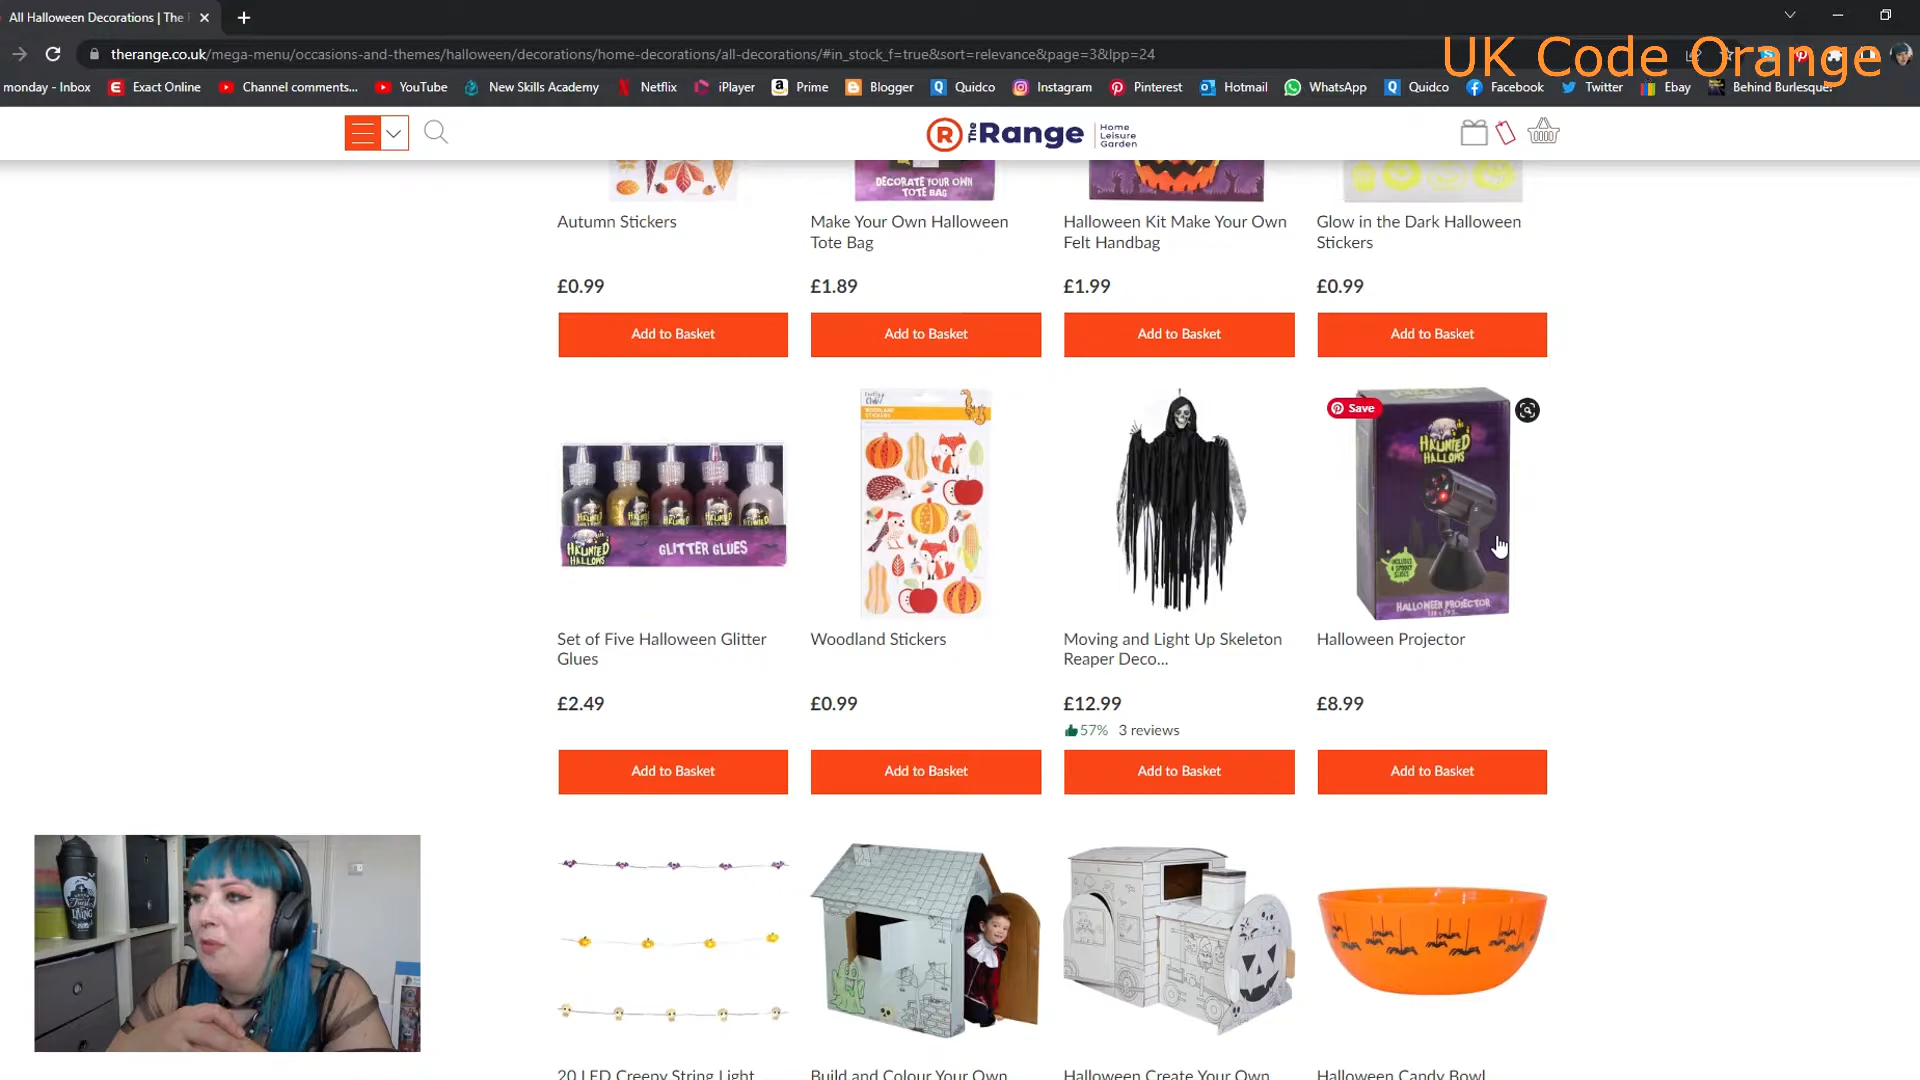 All Halloween Decorations | The
UK Code Orange
therange.co.uk/mega-menu/occasions-and-themes/halloween/decorations/home-decorations/all-decorations/#in_stock_f=true&sort=relevance&page=3&lpp=24
monday - Inbox
Exact Online
Channel comments...
YouTube
New Skills Academy
Netflix
iPlayer
Prime
Blogger
Quidco
Instagram
Pinterest
Hotmail
WhatsApp
Quidco
Facebook
Twitter
Ebay
Behind Burlesque:
The Range
Home
Leisure
Garden
DECORATE YOUR OWN
TOTE BAG
Autumn Stickers
£0.99
Add to Basket
Make Your Own Halloween
Tote Bag
£1.89
Add to Basket
Halloween Kit Make Your Own
Felt Handbag
£1.99
Add to Basket
Glow in the Dark Halloween
Stickers
£0.99
Add to Basket
HAUNTED
HALLOWS
GLITTER GLUES
Set of Five Halloween Glitter
Glues
£2.49
Add to Basket
WOODLAND
STICKERS
Woodland Stickers
£0.99
Add to Basket
Moving and Light Up Skeleton
Reaper Deco...
£12.99
57% 3 reviews
Add to Basket
Save
HAUNTED
HALLOWS
INCLUDES
4 SPOOKY
SLIDES
HALLOWEEN PROJECTOR
Halloween Projector
£8.99
Add to Basket
20 LED Creepy String Light
Build and Colour Your Own
Halloween Create Your Own
Halloween Candy Bowl